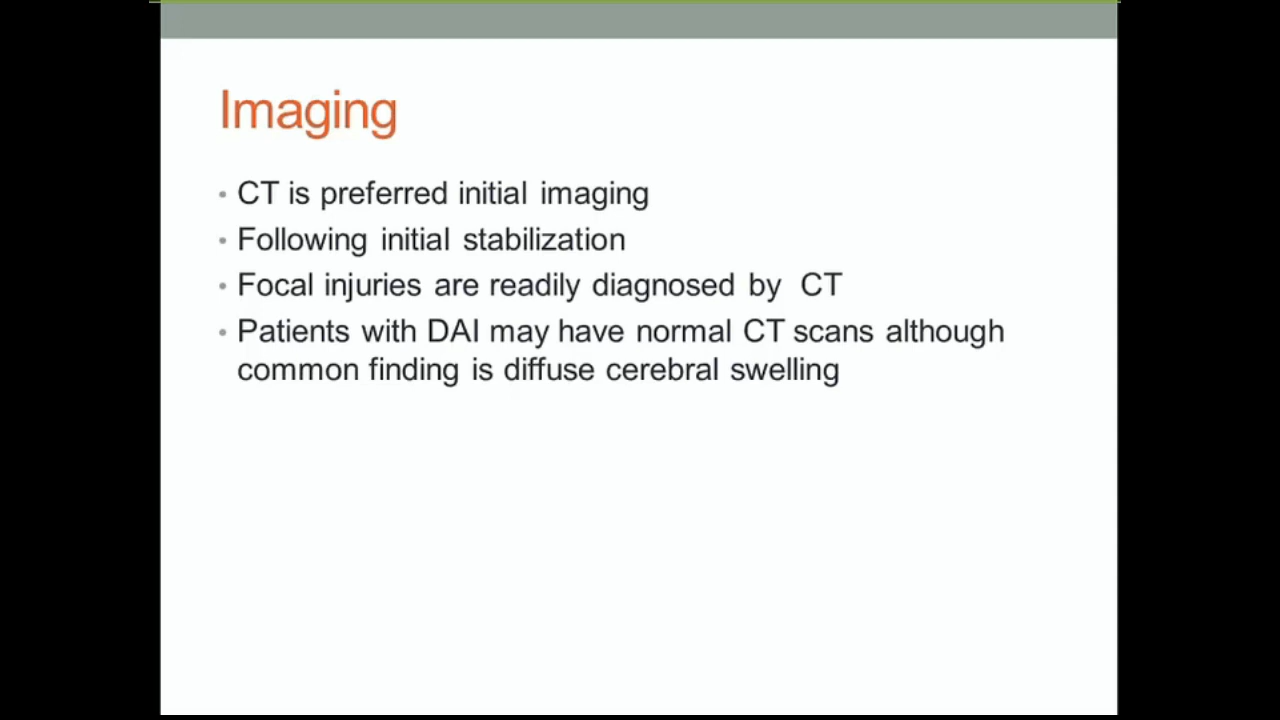 Imaging
• CT is preferred initial imaging
• Following initial stabilization
• Focal injuries are readily diagnosed by CT
• Patients with DAI may have normal CT scans although
common finding is diffuse cerebral swelling